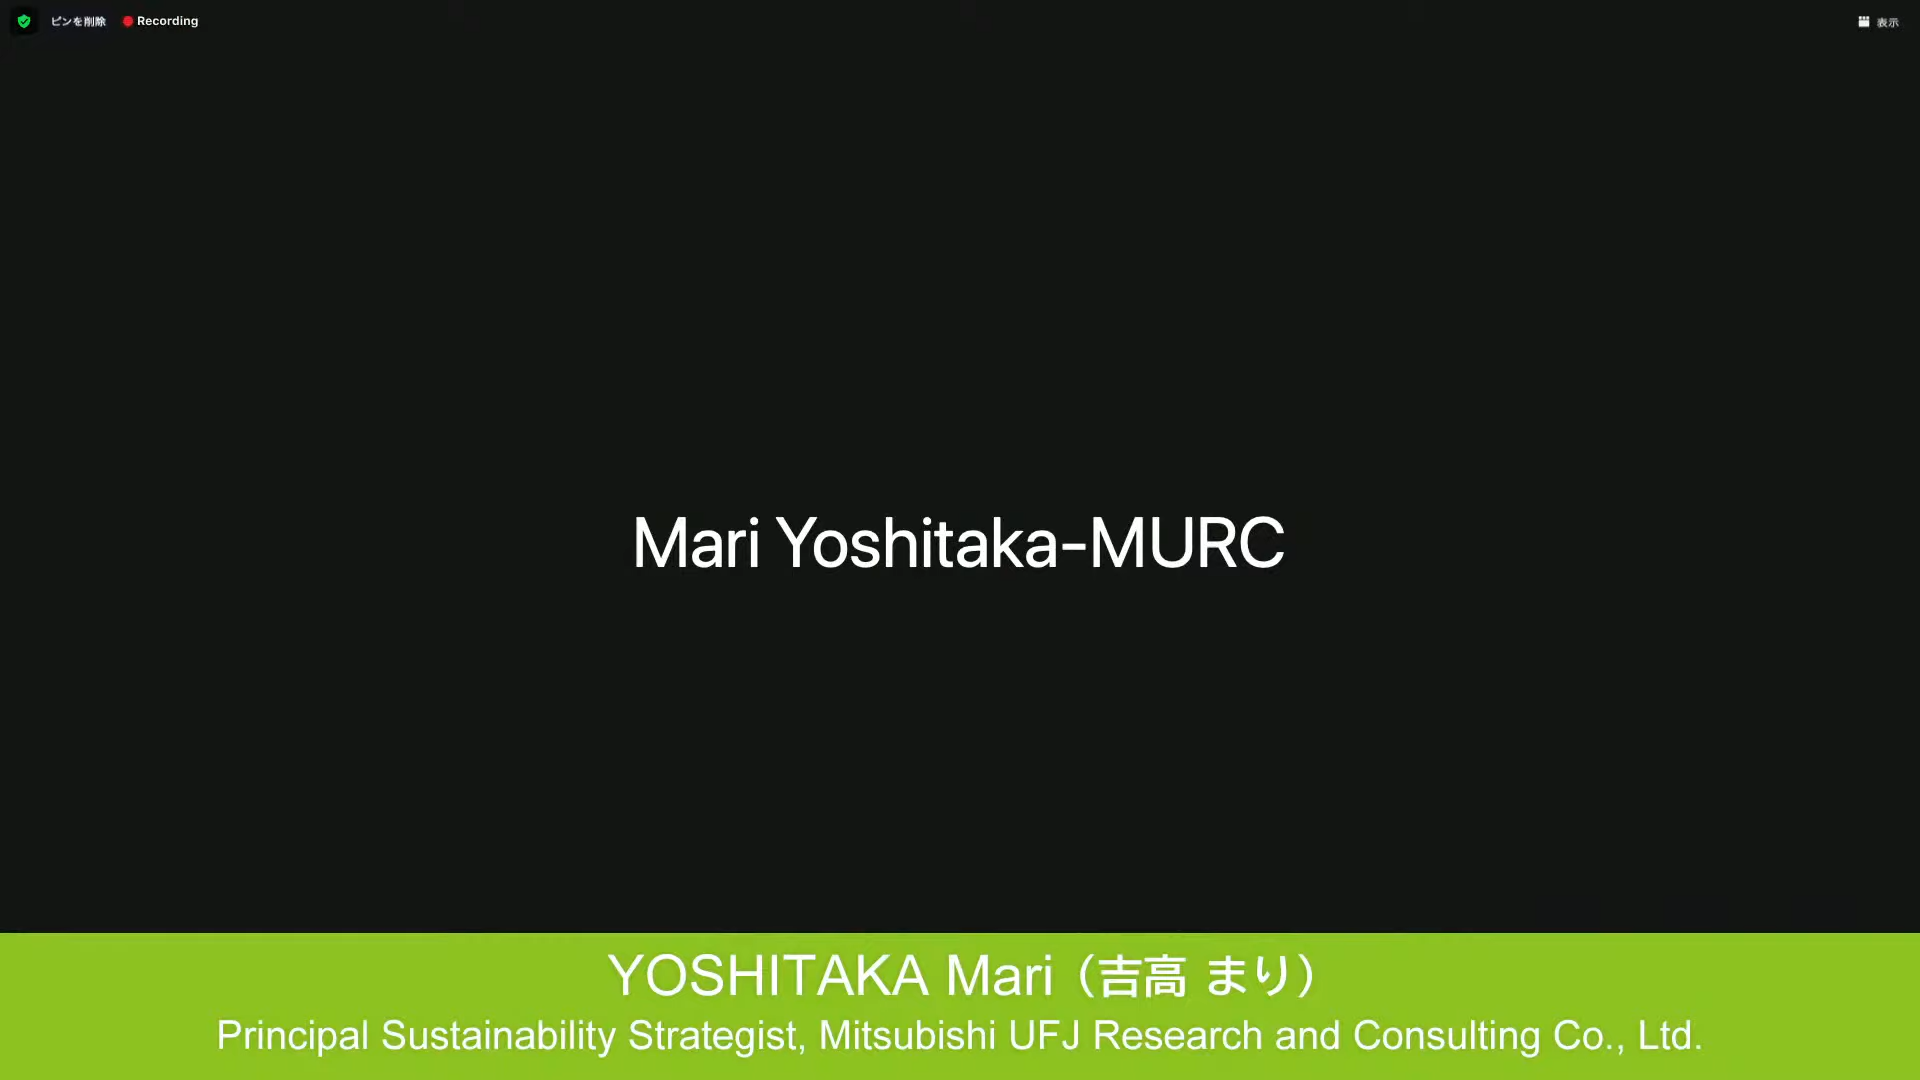 ピンを削除 Recording 表示
Mari Yoshitaka-MURC
YOSHITAKA Mari（吉高 まり）
Principal Sustainability Strategist, Mitsubishi UFJ Research and Consulting Co., Ltd.